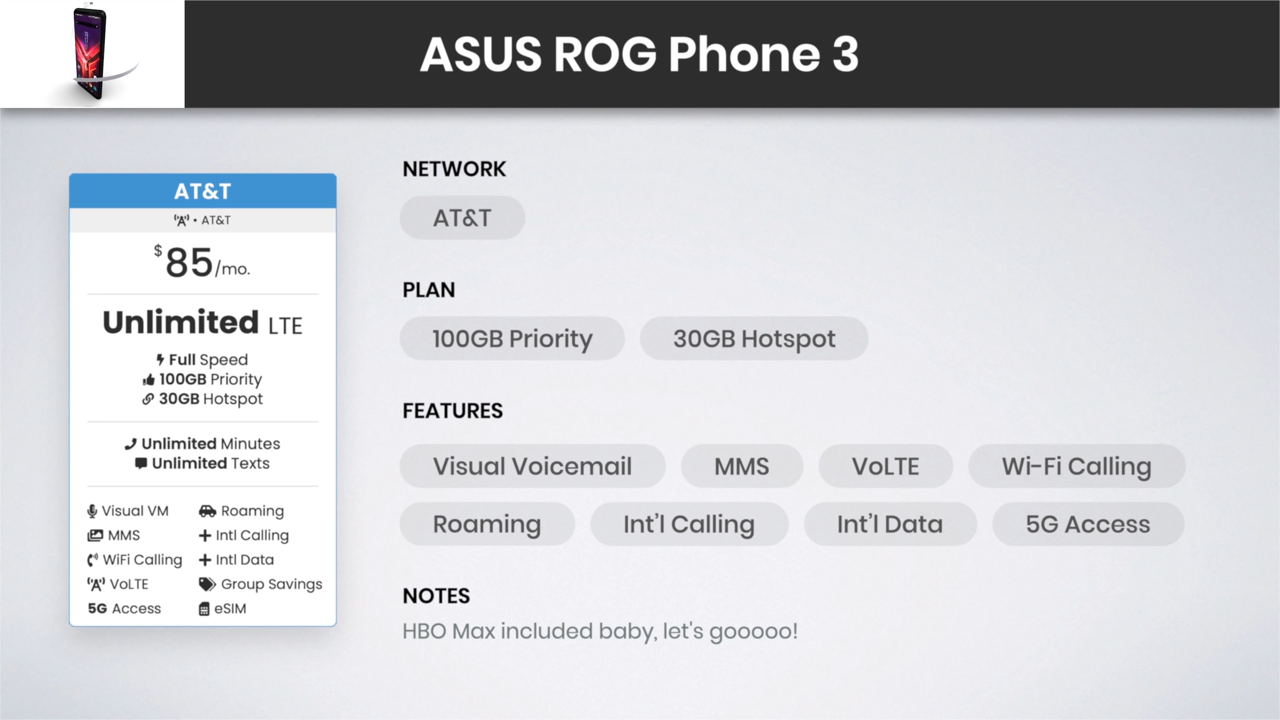 ASUS ROG Phone 3
AT&T
• AT&T
$85/mo.
Unlimited LTE
Full Speed
100GB Priority
30GB Hotspot
Unlimited Minutes
Unlimited Texts
Visual VM
Roaming
MMS
+ Intl Calling
WiFi Calling
+ Intl Data
VoLTE
Group Savings
5G Access
eSIM
NETWORK
AT&T
PLAN
100GB Priority
30GB Hotspot
FEATURES
Visual Voicemail
MMS
VoLTE
Wi-Fi Calling
Roaming
Int'l Calling
Int'l Data
5G Access
NOTES
HBO Max included baby, let's gooooo!